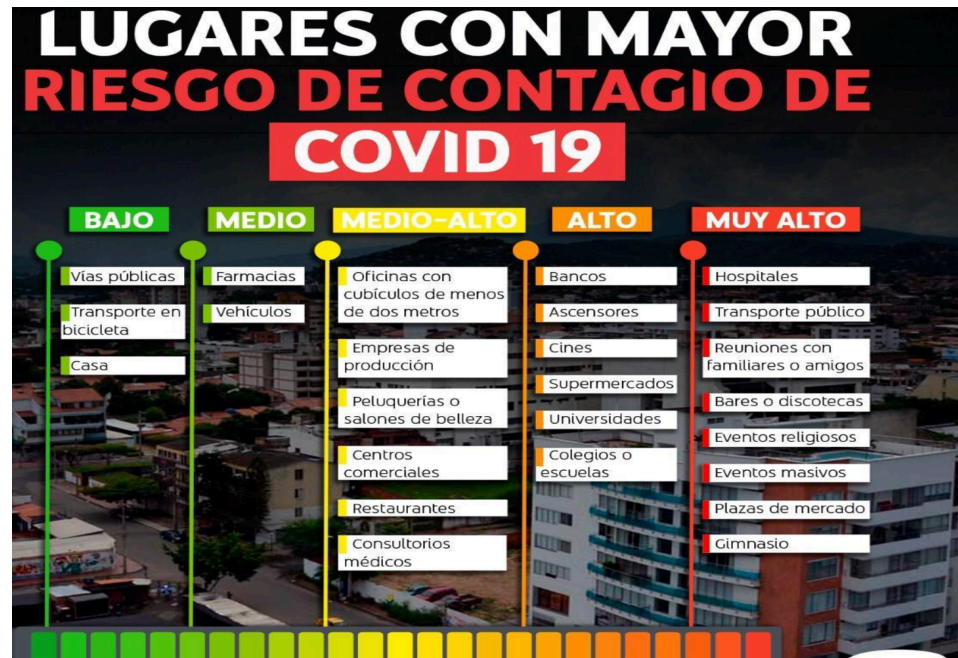 LUGARES CON MAYOR
RIESGO DE CONTAGIO DE
COVID 19
BAJO
Vías públicas
Transporte en
bicicleta
Casa
MEDIO
Farmacias
Vehículos
MEDIO-ALTO
Oficinas con
cubículos de menos
de dos metros
Empresas de
producción
Peluquerías o
salones de belleza
Centros
comerciales
Restaurantes
Consultorios
médicos
ALTO
Bancos
Ascensores
Cines
Supermercados
Universidades
Colegios o
escuelas
MUY ALTO
Hospitales
Transporte público
Reuniones con
familiares o amigos
Bares o discotecas
Eventos religiosos
Eventos masivos
Plazas de mercado
Gimnasio